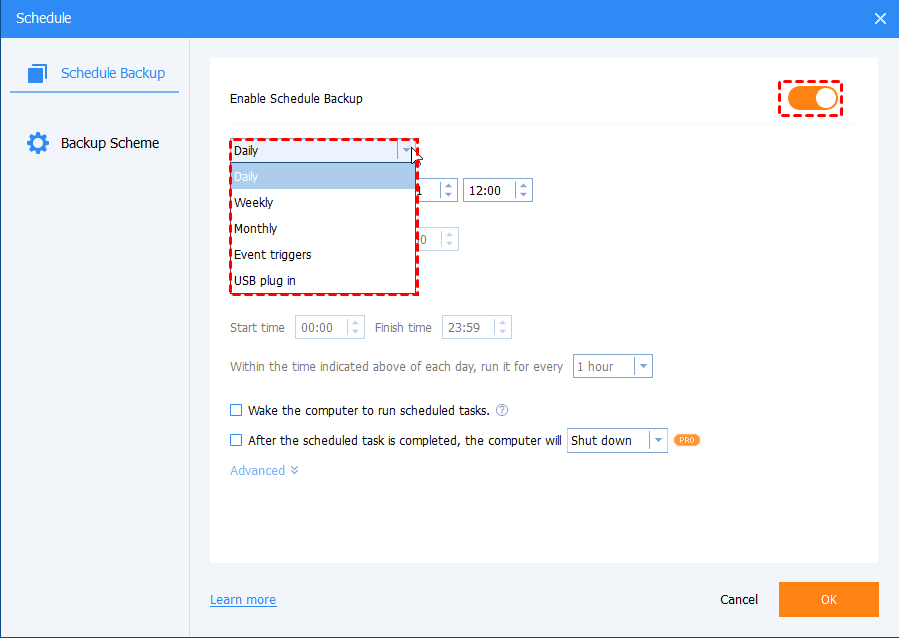 Schedule
Schedule Backup
Backup Scheme
Enable Schedule Backup
Daily
Daily
Weekly
Monthly
Event triggers
USB plug in
1 12:00
0
Start time 00:00 Finish time 23:59
Within the time indicated above of each day, run it for every 1 hour
Wake the computer to run scheduled tasks. ?
After the scheduled task is completed, the computer will Shut down PRO
Advanced
Learn more
Cancel
OK